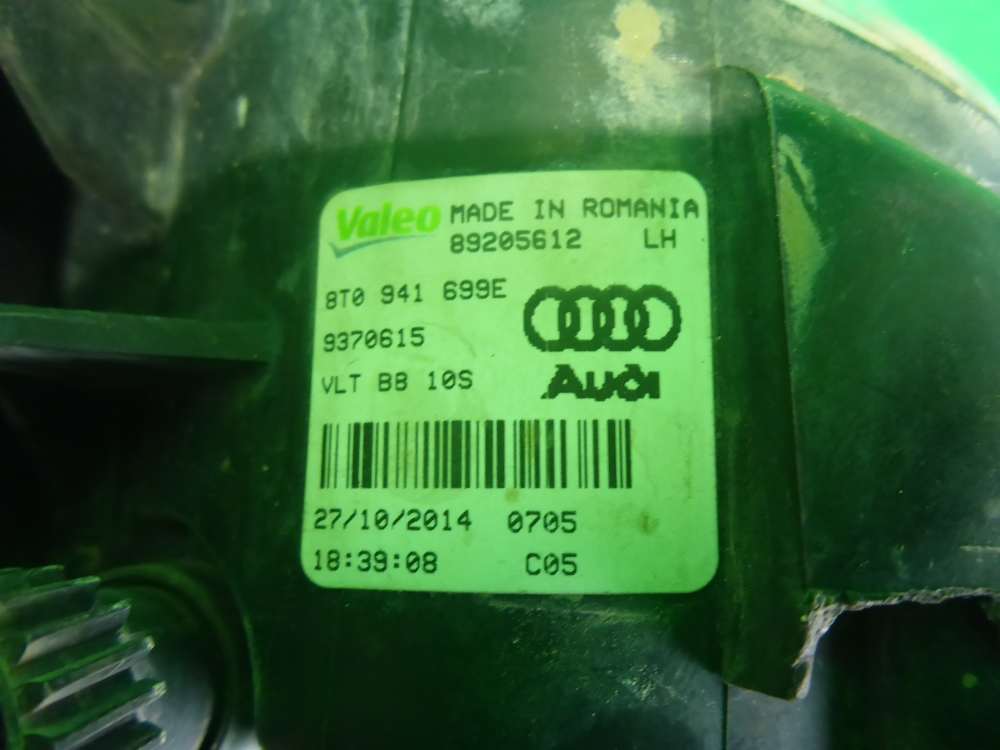 Valeo MADE IN ROMANIA
89205612 LH
8T0 941 699E
9370615
Audi
VLT B8 10S
27/10/2014 0705
18:39:08 C05